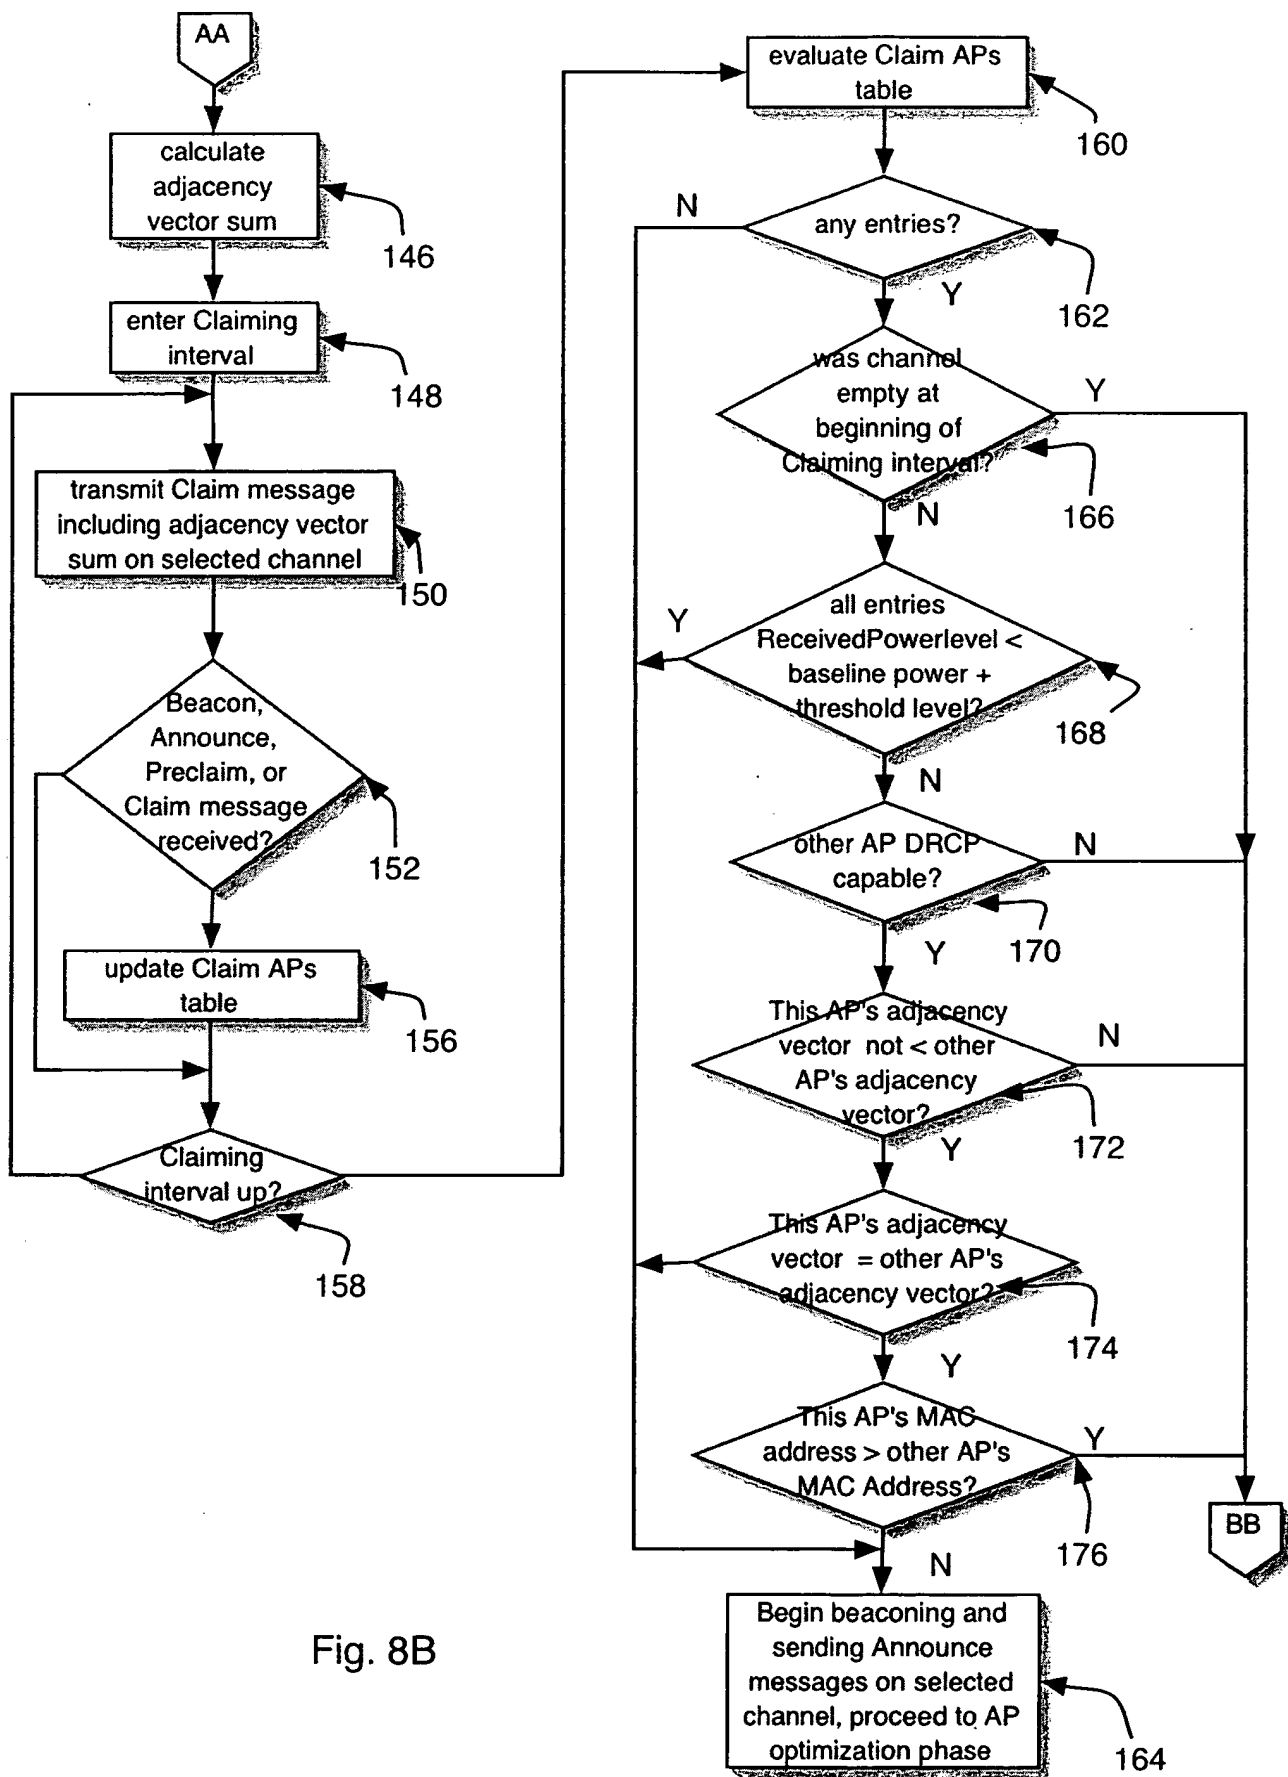 AA
calculate
adjacency
vector sum
146
enter Claiming
interval
148
transmit Claim message
including adjacency vector
sum on selected channel
150
Beacon,
Announce,
Preclaim, or
Claim message
received?
152
update Claim APs
table
156
Claiming
interval up?
158
evaluate Claim APs
table
160
N
any entries?
162
Y
was channel
empty at
beginning of
Claiming interval?
Y
166
N
all entries
ReceivedPowerlevel <
baseline power +
threshold level?
Y
168
N
other AP DRCP
capable?
N
170
Y
This AP's adjacency
vector not < other
AP's adjacency
vector?
N
172
Y
This AP's adjacency
vector = other AP's
adjacency vector?
174
Y
This AP's MAC
address > other AP's
MAC Address?
Y
176
BB
N
Begin beaconing and
sending Announce
messages on selected
channel, proceed to AP
optimization phase
164
Fig. 8B